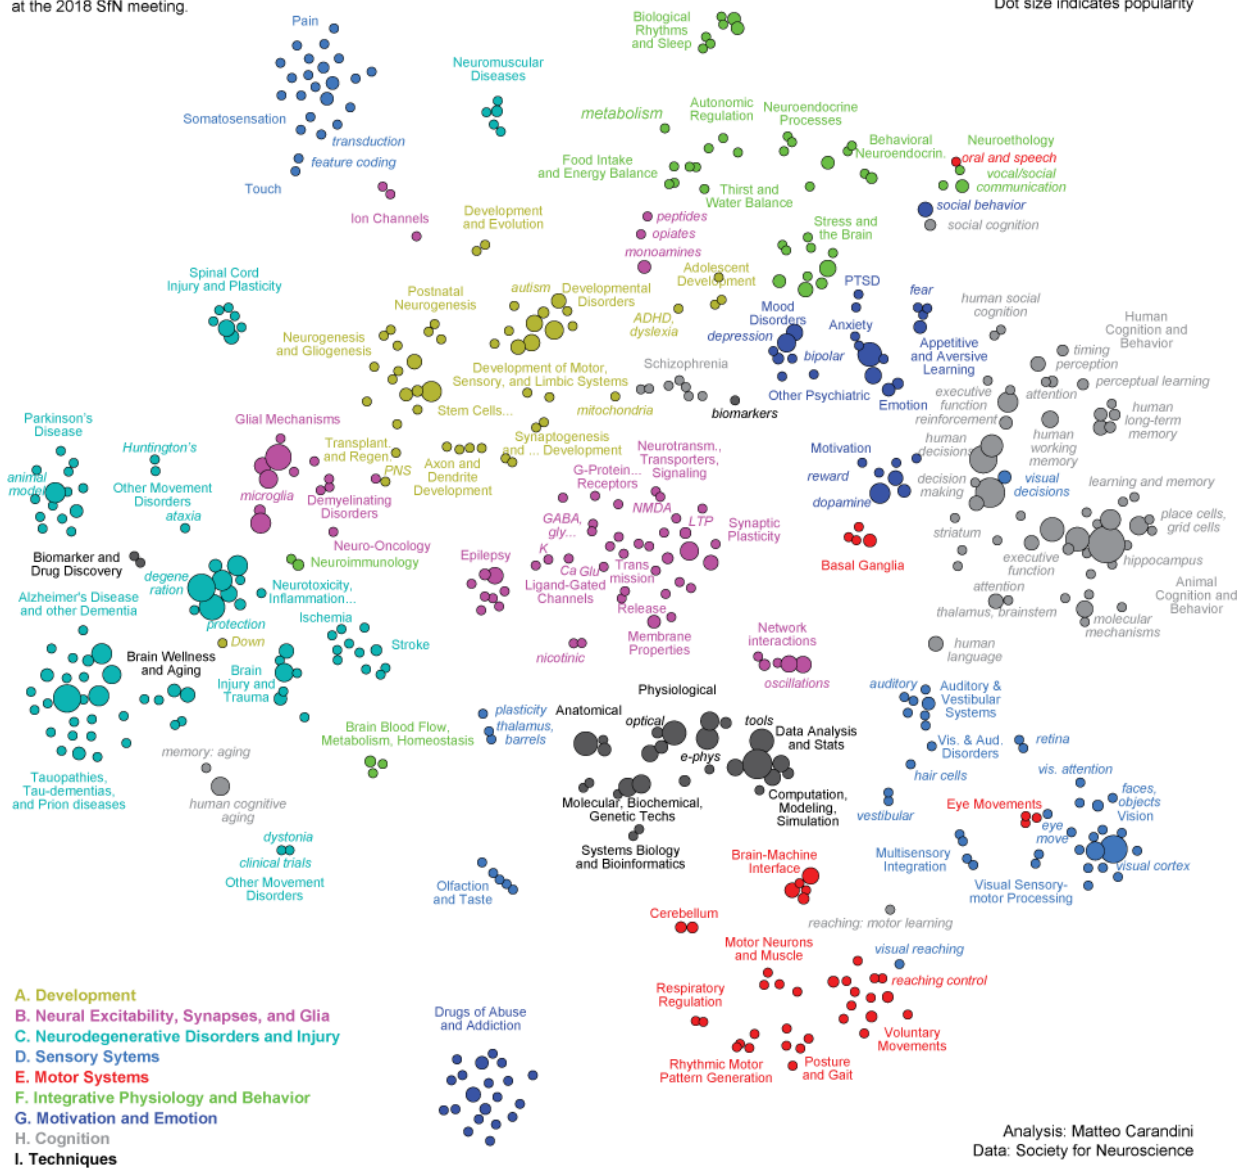 at the 2018 SfN meeting.
Dot size indicates popularity
Pain
Biological
Rhythms
and Sleep
Neuromuscular
Diseases
Somatosensation
transduction
feature coding
Touch
metabolism
Autonomic
Regulation
Neuroendocrine
Processes
Behavioral
Neuroendocrin.
Neuroethology
oral and speech
vocal/social
communication
Food Intake
and Energy Balance
Thirst and
Water Balance
social behavior
social cognition
Ion Channels
Development
and Evolution
peptides
opiates
monoamines
Stress and
the Brain
Spinal Cord
Injury and Plasticity
Postnatal
Neurogenesis
autism
Developmental
Disorders
Adolescent
Development
ADHD,
dyslexia
PTSD
fear
Mood
Disorders
depression
Anxiety
bipolar
Appetitive
and Aversive
Learning
human social
cognition
Human
Cognition and
Behavior
timing
perception
perceptual learning
Neurogenesis
and Gliogenesis
Development of Motor,
Sensory, and Limbic Systems
Schizophrenia
Other Psychiatric
Emotion
executive
function
attention
reinforcement
human
long-term
memory
Stem Cells...
mitochondria
biomarkers
Parkinson's
Disease
Huntington's
Glial Mechanisms
Transplant.
and Regen.
Synaptogenesis
and ... Development
Neurotransm.,
Transporters,
Signaling
Motivation
human
decisions
human
working
memory
animal
model
Other Movement
Disorders
ataxia
microglia
Demyelinating
Disorders
PNS
Axon and
Dendrite
Development
G-Protein...
Receptors
reward
dopamine
decision
making
visual
decisions
learning and memory
NMDA
GABA,
gly...
LTP
Synaptic
Plasticity
striatum
place cells,
grid cells
Neuro-Oncology
Biomarker and
Drug Discovery
Neuroimmunology
Epilepsy
K
Ca
Glu
Trans
mission
Basal Ganglia
executive
function
hippocampus
degene
ration
Neurotoxicity,
Inflammation...
Ligand-Gated
Channels
attention
Animal
Cognition and
Behavior
Alzheimer's Disease
and other Dementia
protection
Ischemia
Release
thalamus, brainstem
molecular
mechanisms
Down
Stroke
Membrane
Properties
Network
interactions
human
language
Brain Wellness
and Aging
Brain
Injury and
Trauma
nicotinic
oscillations
auditory
Auditory &
Vestibular
Systems
Physiological
plasticity
thalamus,
barrels
Anatomical
optical
tools
Data Analysis
and Stats
e-phys
Brain Blood Flow,
Metabolism, Homeostasis
Vis. & Aud.
Disorders
retina
memory: aging
hair cells
vis. attention
Tauopathies,
Tau-dementias,
and Prion diseases
human cognitive
aging
Molecular, Biochemical,
Genetic Techs
Computation,
Modeling,
Simulation
vestibular
Eye Movements
faces,
objects
Vision
eye
move
dystonia
clinical trials
Systems Biology
and Bioinformatics
Brain-Machine
Interface
Multisensory
Integration
visual cortex
Other Movement
Disorders
Olfaction
and Taste
Visual Sensory-
motor Processing
Cerebellum
reaching: motor learning
Motor Neurons
and Muscle
visual reaching
reaching control
Respiratory
Regulation
Voluntary
Movements
Rhythmic Motor
Pattern Generation
Posture
and Gait
Drugs of Abuse
and Addiction
A. Development
B. Neural Excitability, Synapses, and Glia
C. Neurodegenerative Disorders and Injury
D. Sensory Sytems
E. Motor Systems
F. Integrative Physiology and Behavior
G. Motivation and Emotion
H. Cognition
I. Techniques
Analysis: Matteo Carandini
Data: Society for Neuroscience